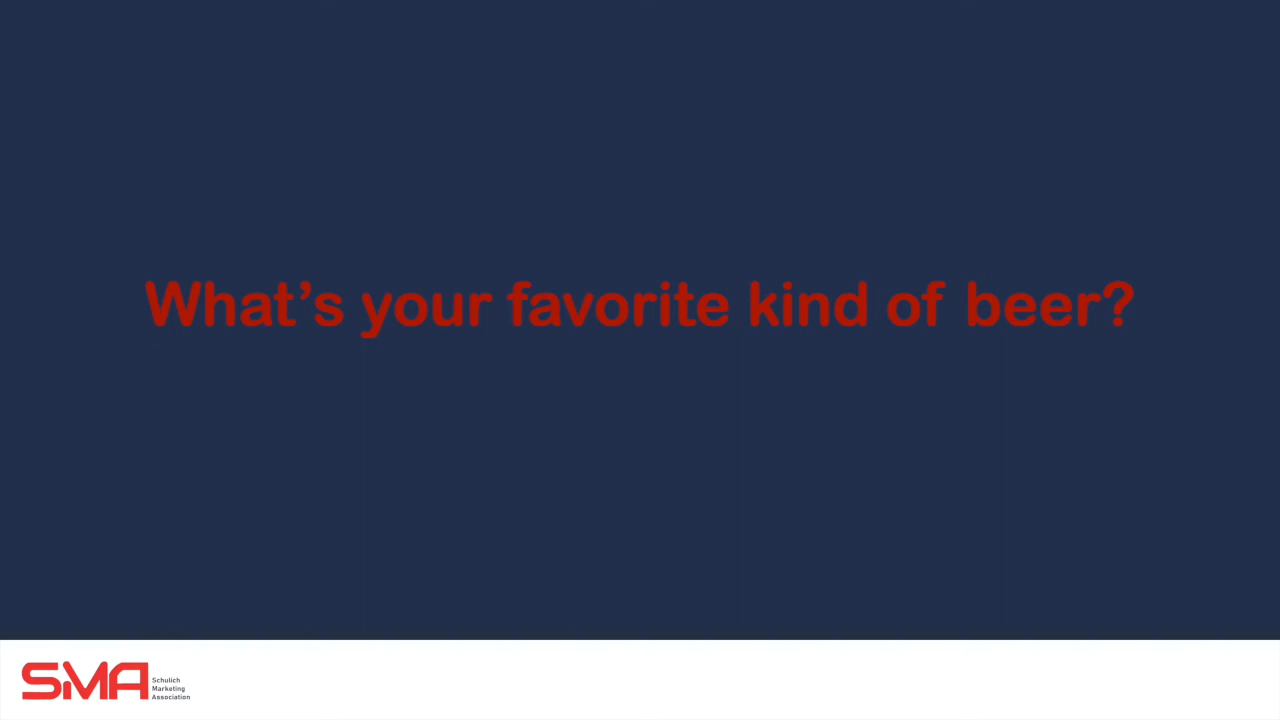 What’s your favorite kind of beer?
SMA
Schulich
Marketing
Association